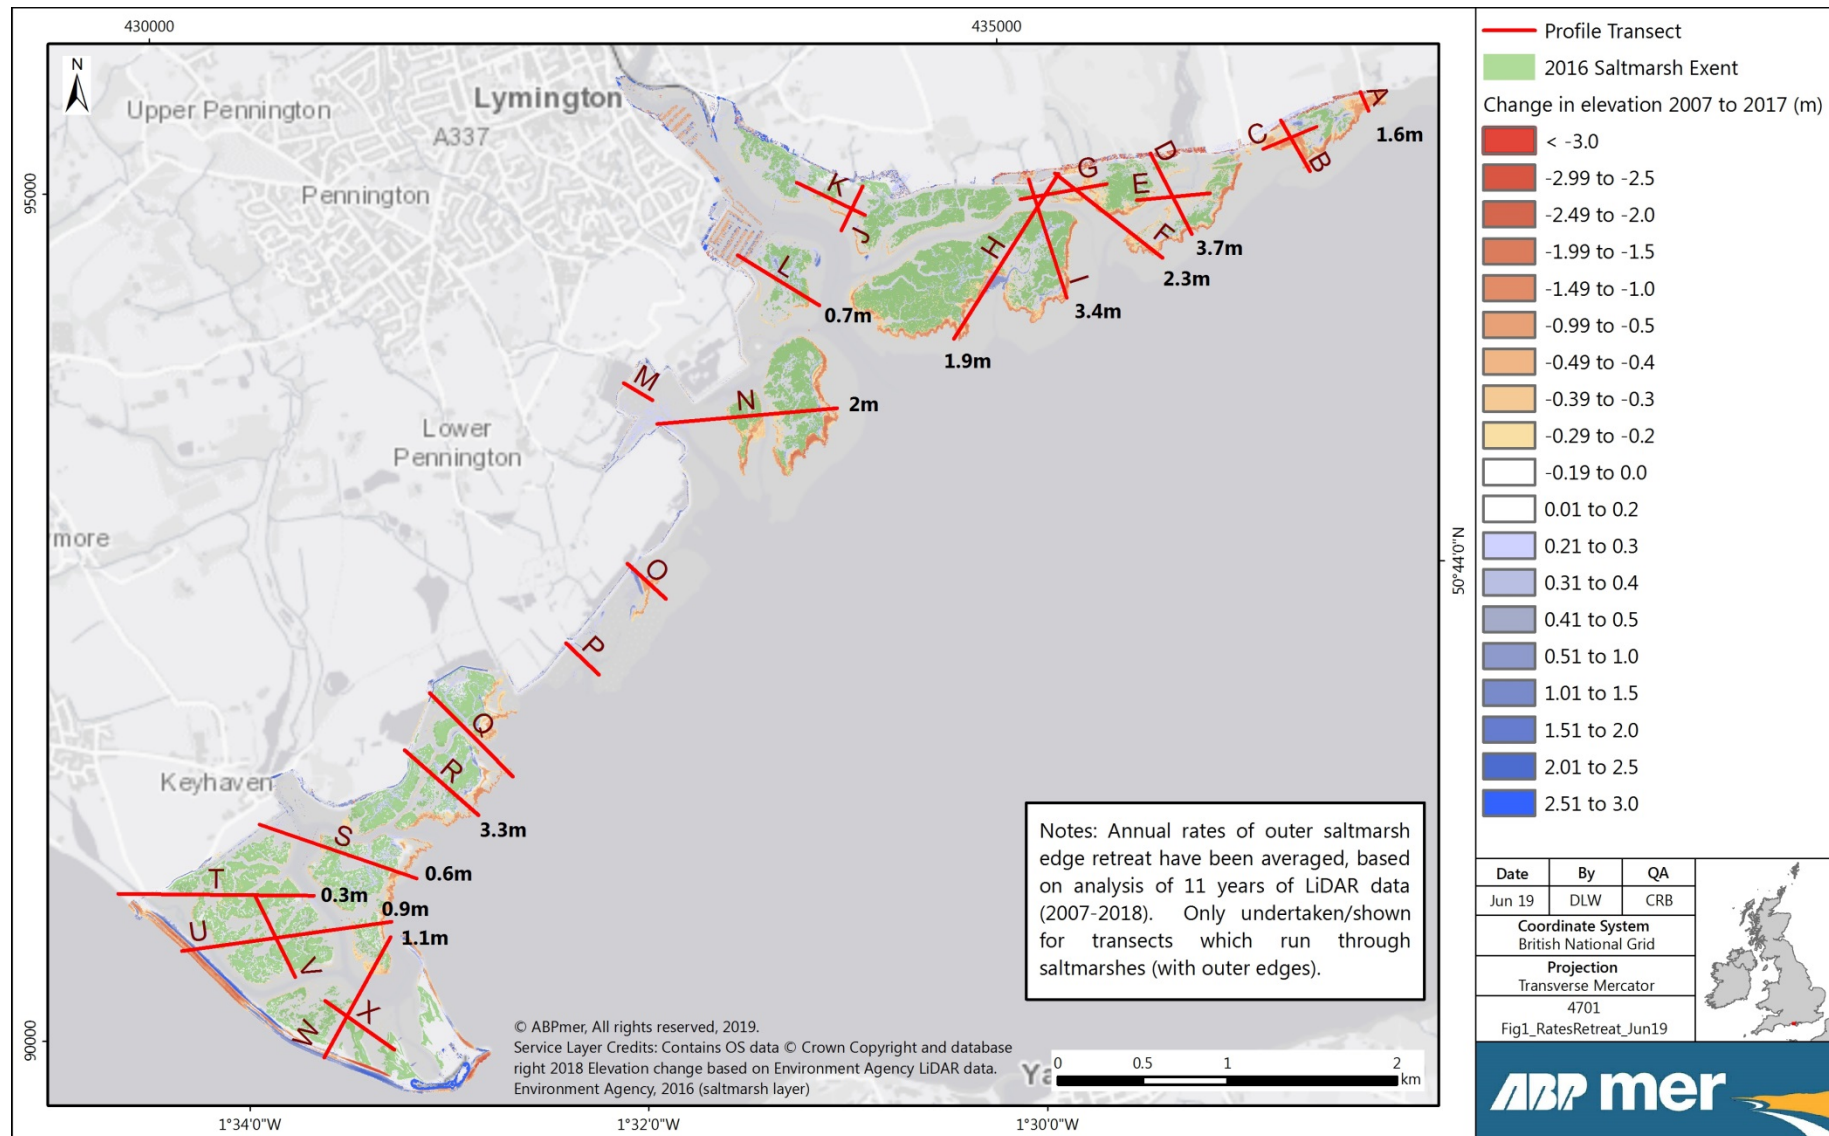 430000
435000
95000
90000
50°44'0"N
1°34'0"W
1°32'0"W
1°30'0"W
N
Upper Pennington
Lymington
A337
Pennington
Lower
Pennington
more
Keyhaven
Ya
A
1.6m
B
C
D
3.7m
E
F
2.3m
G
H
1.9m
I
3.4m
J
K
L
0.7m
M
N
2m
O
P
Q
R
3.3m
S
0.6m
T
0.3m
U
0.9m
V
1.1m
W
X
Notes: Annual rates of outer saltmarsh
edge retreat have been averaged, based
on analysis of 11 years of LiDAR data
(2007-2018). Only undertaken/shown
for transects which run through
saltmarshes (with outer edges).
© ABPmer, All rights reserved, 2019.
Service Layer Credits: Contains OS data © Crown Copyright and database
right 2018 Elevation change based on Environment Agency LiDAR data.
Environment Agency, 2016 (saltmarsh layer)
0 0.5 1 2
km
Profile Transect
2016 Saltmarsh Exent
Change in elevation 2007 to 2017 (m)
< -3.0
-2.99 to -2.5
-2.49 to -2.0
-1.99 to -1.5
-1.49 to -1.0
-0.99 to -0.5
-0.49 to -0.4
-0.39 to -0.3
-0.29 to -0.2
-0.19 to 0.0
0.01 to 0.2
0.21 to 0.3
0.31 to 0.4
0.41 to 0.5
0.51 to 1.0
1.01 to 1.5
1.51 to 2.0
2.01 to 2.5
2.51 to 3.0
Date By QA
Jun 19 DLW CRB
Coordinate System
British National Grid
Projection
Transverse Mercator
4701
Fig1_RatesRetreat_Jun19
ABPmer